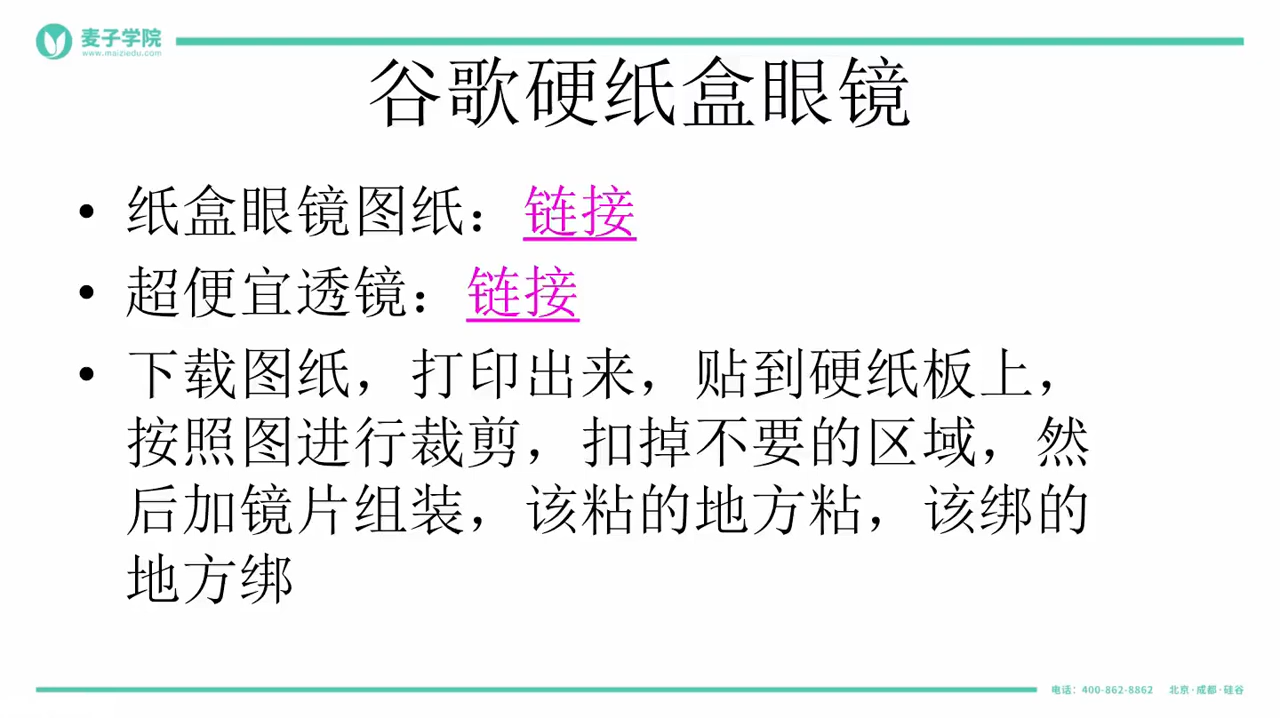 麦子学院
www.maiziedu.com
谷歌硬纸盒眼镜
• 纸盒眼镜图纸：链接
• 超便宜透镜：链接
• 下载图纸，打印出来，贴到硬纸板上，
按照图进行裁剪，扣掉不要的区域，然
后加镜片组装，该粘的地方粘，该绑的
地方绑
电话：400-862-8862 北京·成都·硅谷